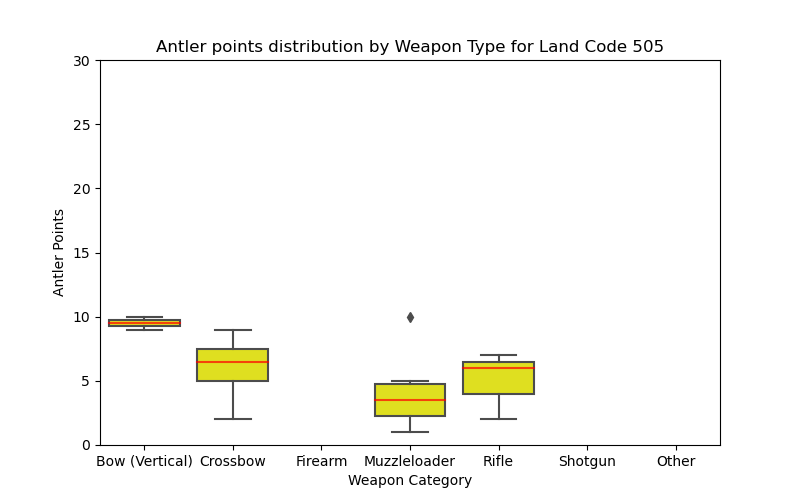 Antler points distribution by Weapon Type for Land Code 505
30
25
20
15
10
5
0
Antler Points
Bow (Vertical) Crossbow Firearm Muzzleloader Rifle Shotgun Other
Weapon Category